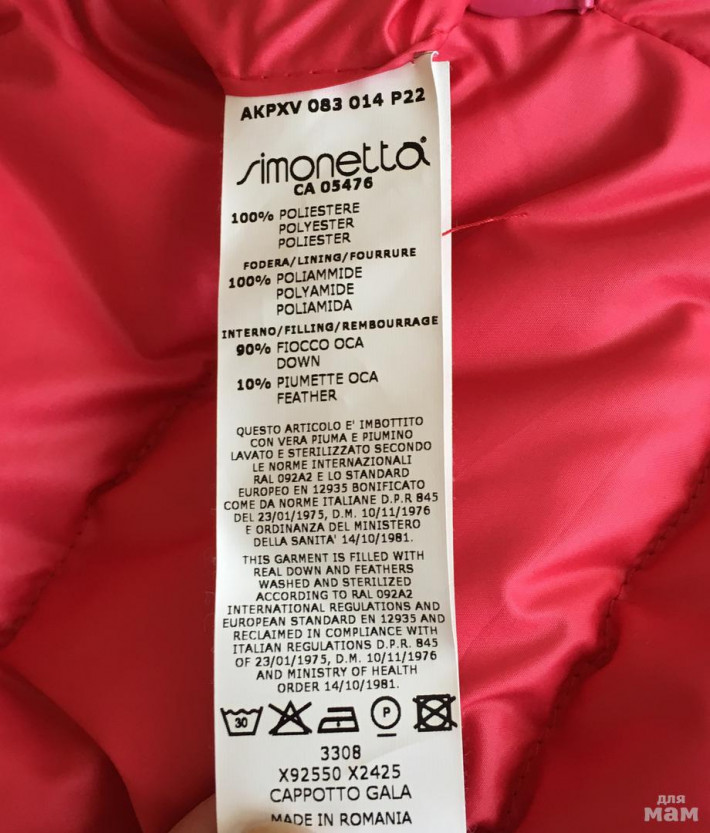 AKPXV 083 014 P22
simonetta
CA 05476
100% POLIESTERE
POLYESTER
POLIESTER
FODERA/LINING/FOURRURE
100% POLIAMMIDE
POLYAMIDE
POLIAMIDA
INTERNO/FILLING/REMBOURRAGE
90% FIOCCO OCA
DOWN
10% PIUMETTE OCA
FEATHER
QUESTO ARTICOLO E' IMBOTTITO
CON VERA PIUMA E PIUMINO
LAVATO E STERILIZZATO SECONDO
LE NORME INTERNAZIONALI
RAL 092A2 E LO STANDARD
EUROPEO EN 12935 BONIFICATO
COME DA NORME ITALIANE D.P.R 845
DEL 23/01/1975, D.M. 10/11/1976
E ORDINANZA DEL MINISTERO
DELLA SANITA' 14/10/1981.
THIS GARMENT IS FILLED WITH
REAL DOWN AND FEATHERS
WASHED AND STERILIZED
ACCORDING TO RAL 092A2
INTERNATIONAL REGULATIONS AND
EUROPEAN STANDARD EN 12935 AND
RECLAIMED IN COMPLIANCE WITH
ITALIAN REGULATIONS D.P.R. 845
OF 23/01/1975, D.M. 10/11/1976
AND MINISTRY OF HEALTH
ORDER 14/10/1981.
30 P
3308
X92550 X2425
CAPPOTTO GALA
MADE IN ROMANIA
для
мам